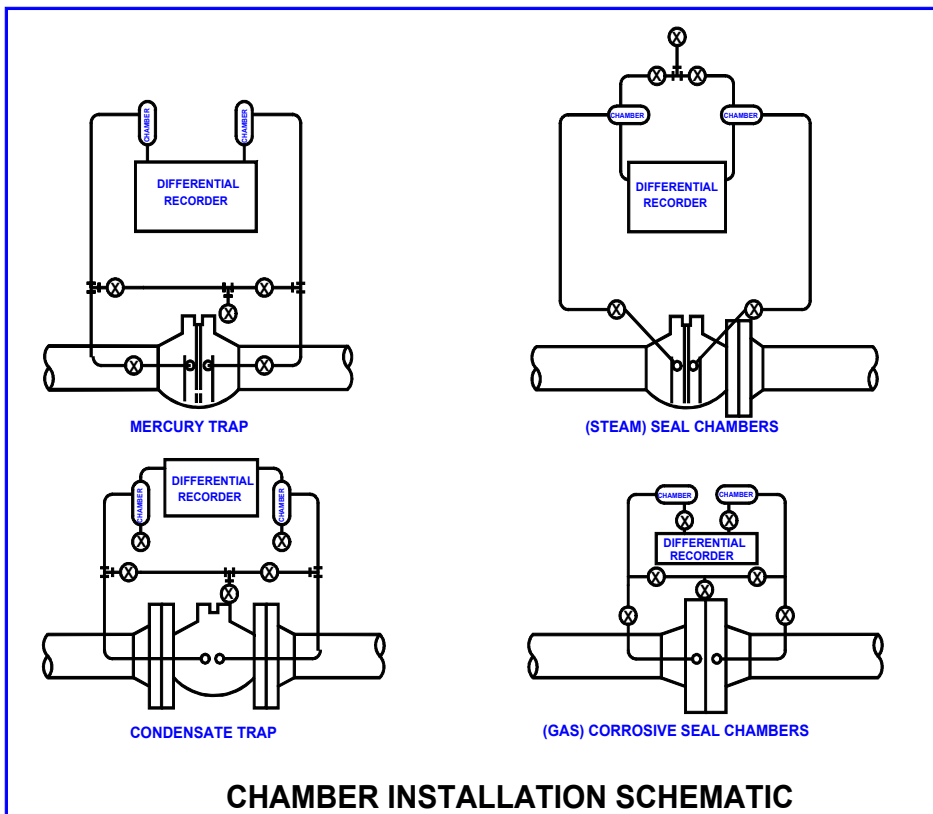 CHAMBER
CHAMBER
DIFFERENTIAL
RECORDER
MERCURY TRAP
CHAMBER
CHAMBER
DIFFERENTIAL
RECORDER
(STEAM) SEAL CHAMBERS
CHAMBER
DIFFERENTIAL
RECORDER
CHAMBER
CONDENSATE TRAP
CHAMBER
CHAMBER
DIFFERENTIAL
RECORDER
(GAS) CORROSIVE SEAL CHAMBERS
CHAMBER INSTALLATION SCHEMATIC